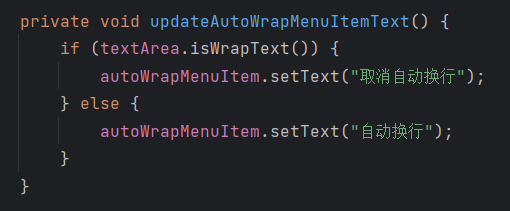 private void updateAutoWrapMenuItemText() {
    if (textArea.isWrapText()) {
        autoWrapMenuItem.setText("取消自动换行");
    } else {
        autoWrapMenuItem.setText("自动换行");
    }
}